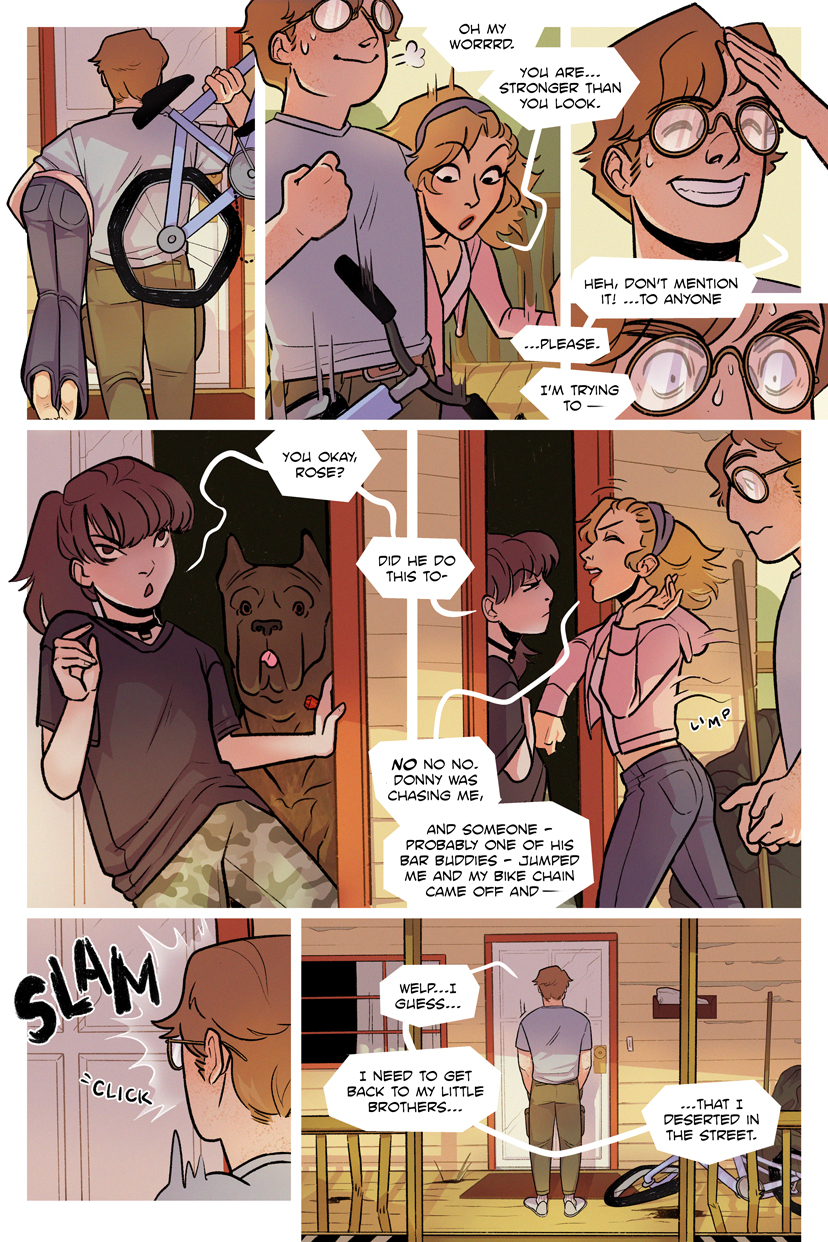 OH MY
WORRRD.
YOU ARE...
STRONGER THAN
YOU LOOK.
HEH, DON'T MENTION
IT! ...TO ANYONE
...PLEASE.
I'M TRYING
TO —
YOU OKAY,
ROSE?
DID HE DO
THIS TO-
NO NO NO.
DONNY WAS
CHASING ME,
AND SOMEONE –
PROBABLY ONE OF HIS
BAR BUDDIES – JUMPED
ME AND MY BIKE CHAIN
CAME OFF AND —
LIMP
SLAM
CLICK
WELP...I
GUESS...
I NEED TO GET
BACK TO MY LITTLE
BROTHERS...
...THAT I
DESERTED IN
THE STREET.